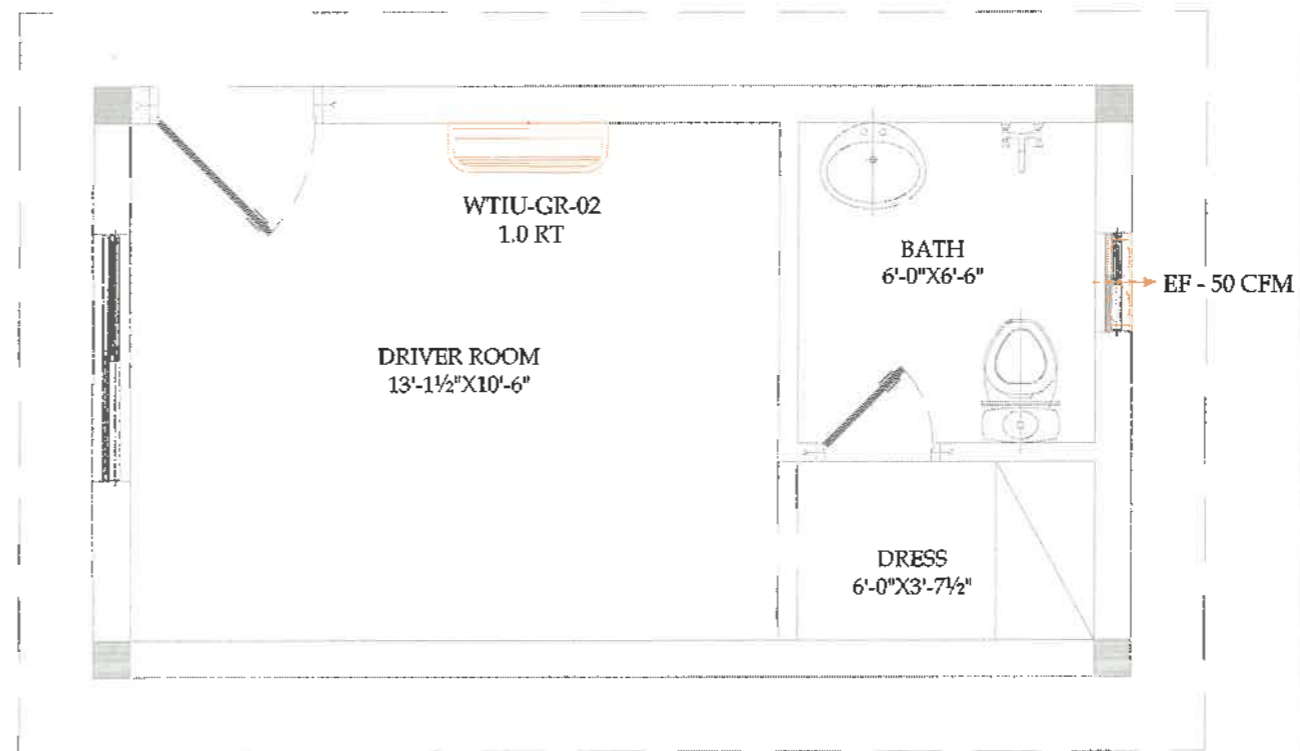 WTIU-GR-02
1.0 RT
BATH
6'-0"X6'-6"
EF - 50 CFM
DRIVER ROOM
13'-1½"X10'-6"
DRESS
6'-0"X3'-7½"